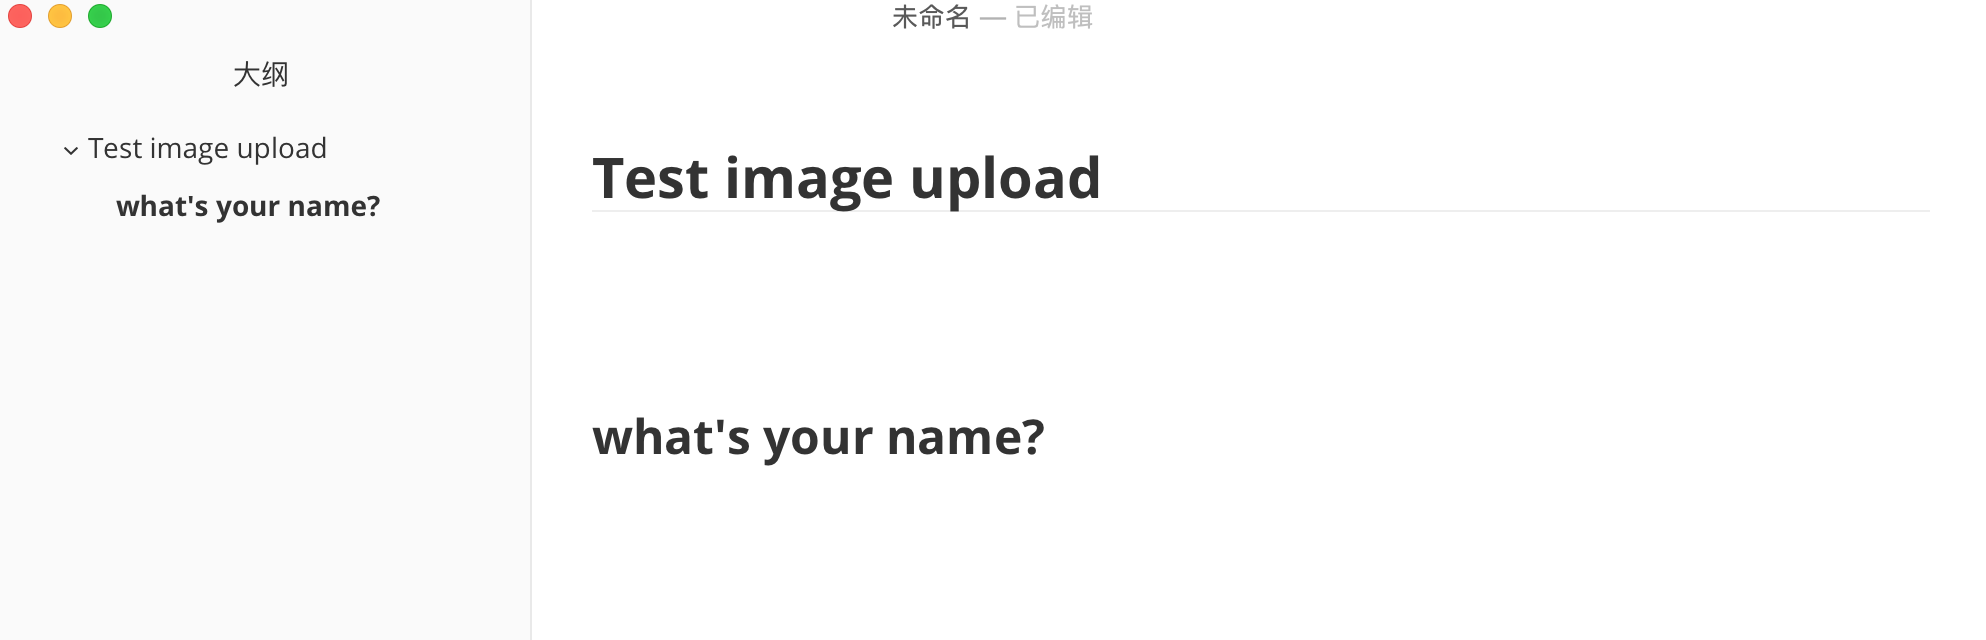 未命名 — 已编辑
大纲
Test image upload
what's your name?
Test image upload
what's your name?